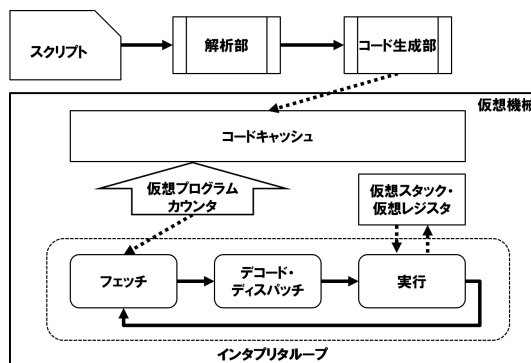 スクリプト
解析部
コード生成部
仮想機械
コードキャッシュ
仮想プログラム
カウンタ
仮想スタック・
仮想レジスタ
フェッチ
デコード・
ディスパッチ
実行
インタプリタループ